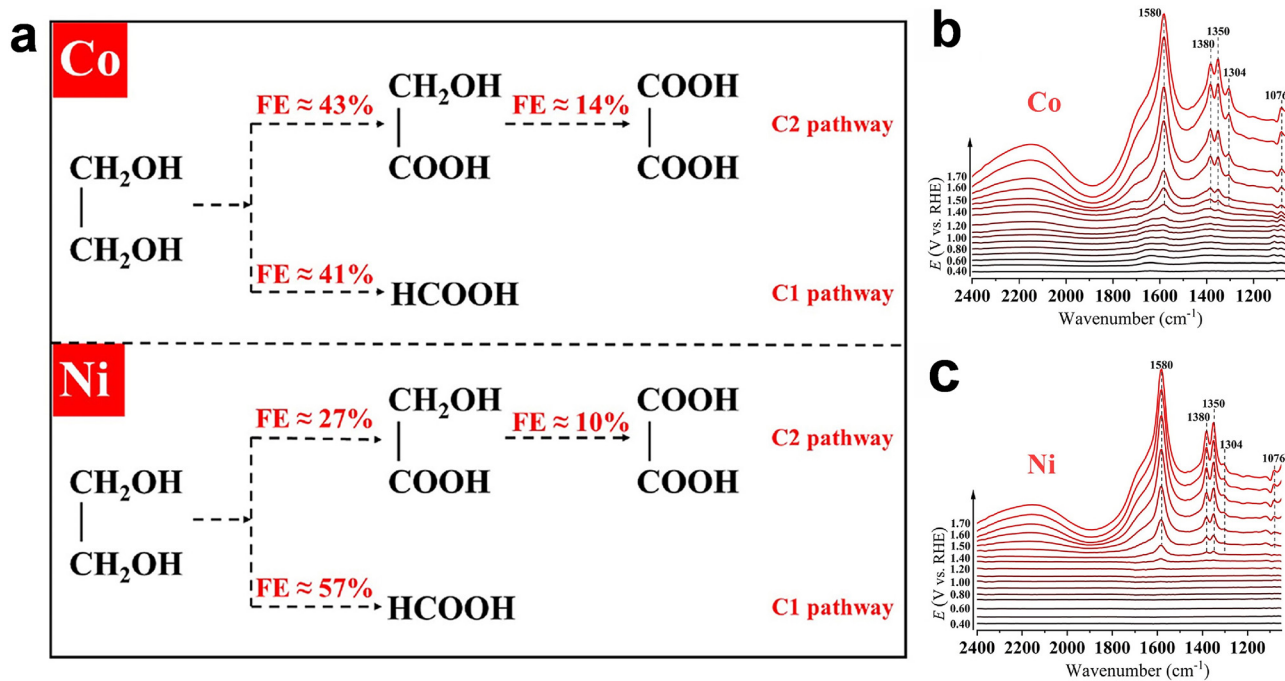 a
Co
FE ≈ 43%
CH₂OH
COOH
FE ≈ 14%
COOH
COOH
C2 pathway
CH₂OH
CH₂OH
FE ≈ 41%
HCOOH
C1 pathway
Ni
FE ≈ 27%
CH₂OH
COOH
FE ≈ 10%
COOH
COOH
C2 pathway
CH₂OH
CH₂OH
FE ≈ 57%
HCOOH
C1 pathway
b
1580
1380
1350
1304
1076
Co
1.70
1.60
1.50
1.40
1.20
1.00
0.80
0.60
0.40
E (V vs. RHE)
2400 2200 2000 1800 1600 1400 1200
Wavenumber (cm⁻¹)
c
1580
1380
1350
1304
1076
Ni
1.70
1.60
1.50
1.40
1.20
1.00
0.80
0.60
0.40
E (V vs. RHE)
2400 2200 2000 1800 1600 1400 1200
Wavenumber (cm⁻¹)